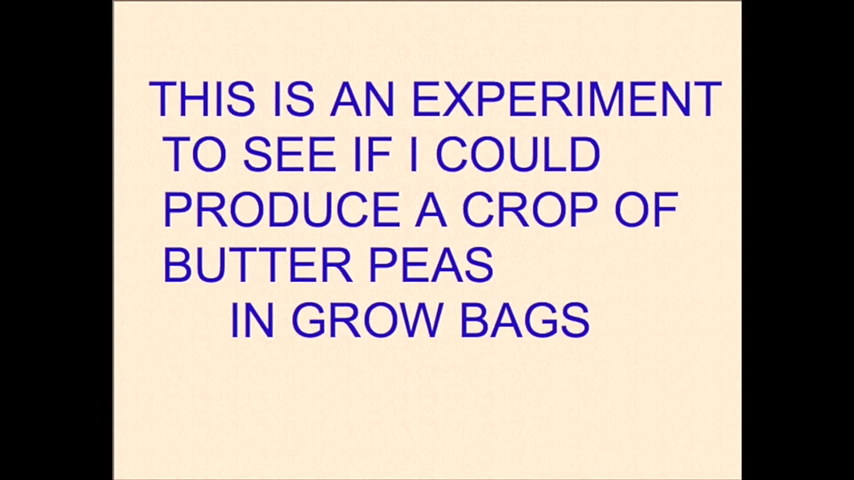 THIS IS AN EXPERIMENT
TO SEE IF I COULD
PRODUCE A CROP OF
BUTTER PEAS
IN GROW BAGS